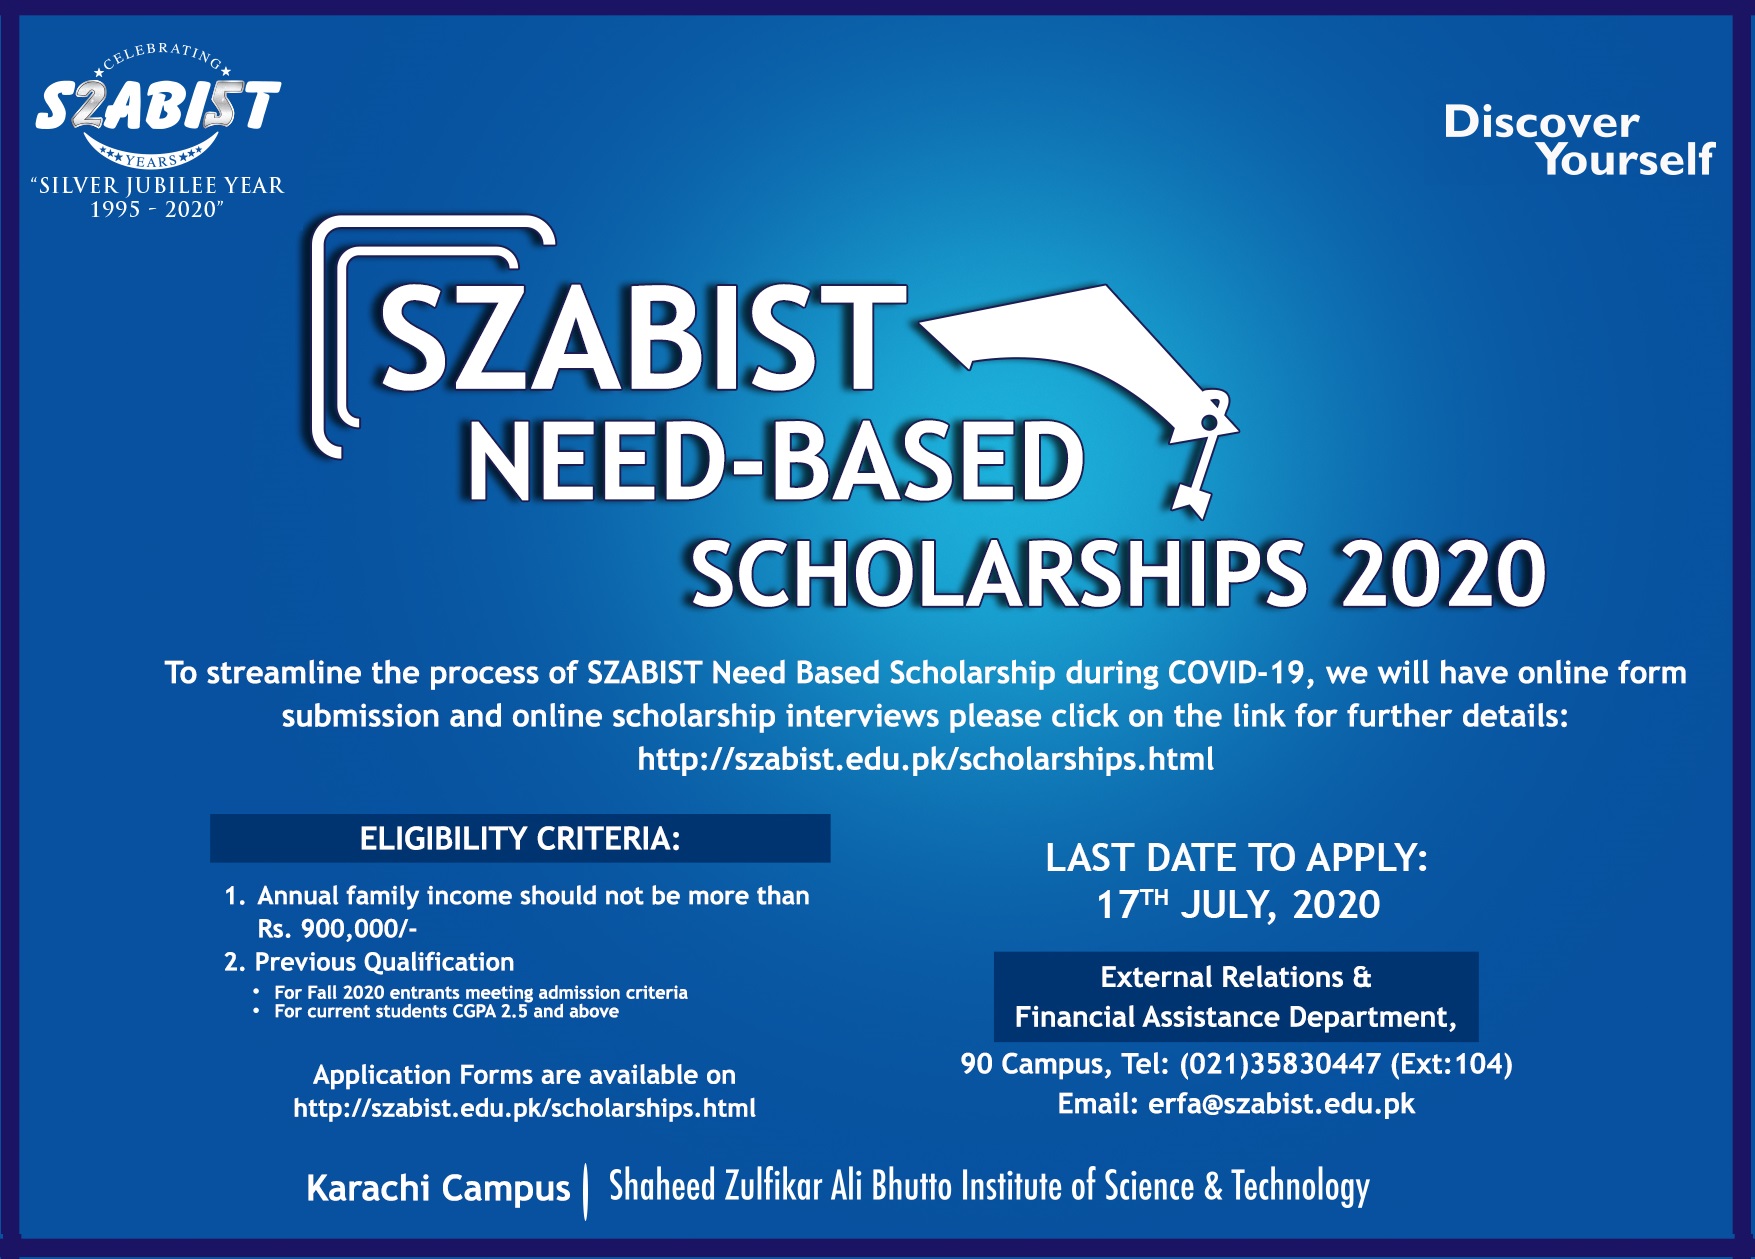 CELEBRATING
SZABIST
YEARS
“SILVER JUBILEE YEAR
1995 - 2020”
Discover
Yourself
SZABIST
NEED-BASED
SCHOLARSHIPS 2020
To streamline the process of SZABIST Need Based Scholarship during COVID-19, we will have online form
submission and online scholarship interviews please click on the link for further details:
http://szabist.edu.pk/scholarships.html
ELIGIBILITY CRITERIA:
1. Annual family income should not be more than
Rs. 900,000/-
2. Previous Qualification
• For Fall 2020 entrants meeting admission criteria
• For current students CGPA 2.5 and above
Application Forms are available on
http://szabist.edu.pk/scholarships.html
LAST DATE TO APPLY:
17TH JULY, 2020
External Relations &
Financial Assistance Department,
90 Campus, Tel: (021)35830447 (Ext:104)
Email: erfa@szabist.edu.pk
Karachi Campus | Shaheed Zulfikar Ali Bhutto Institute of Science & Technology